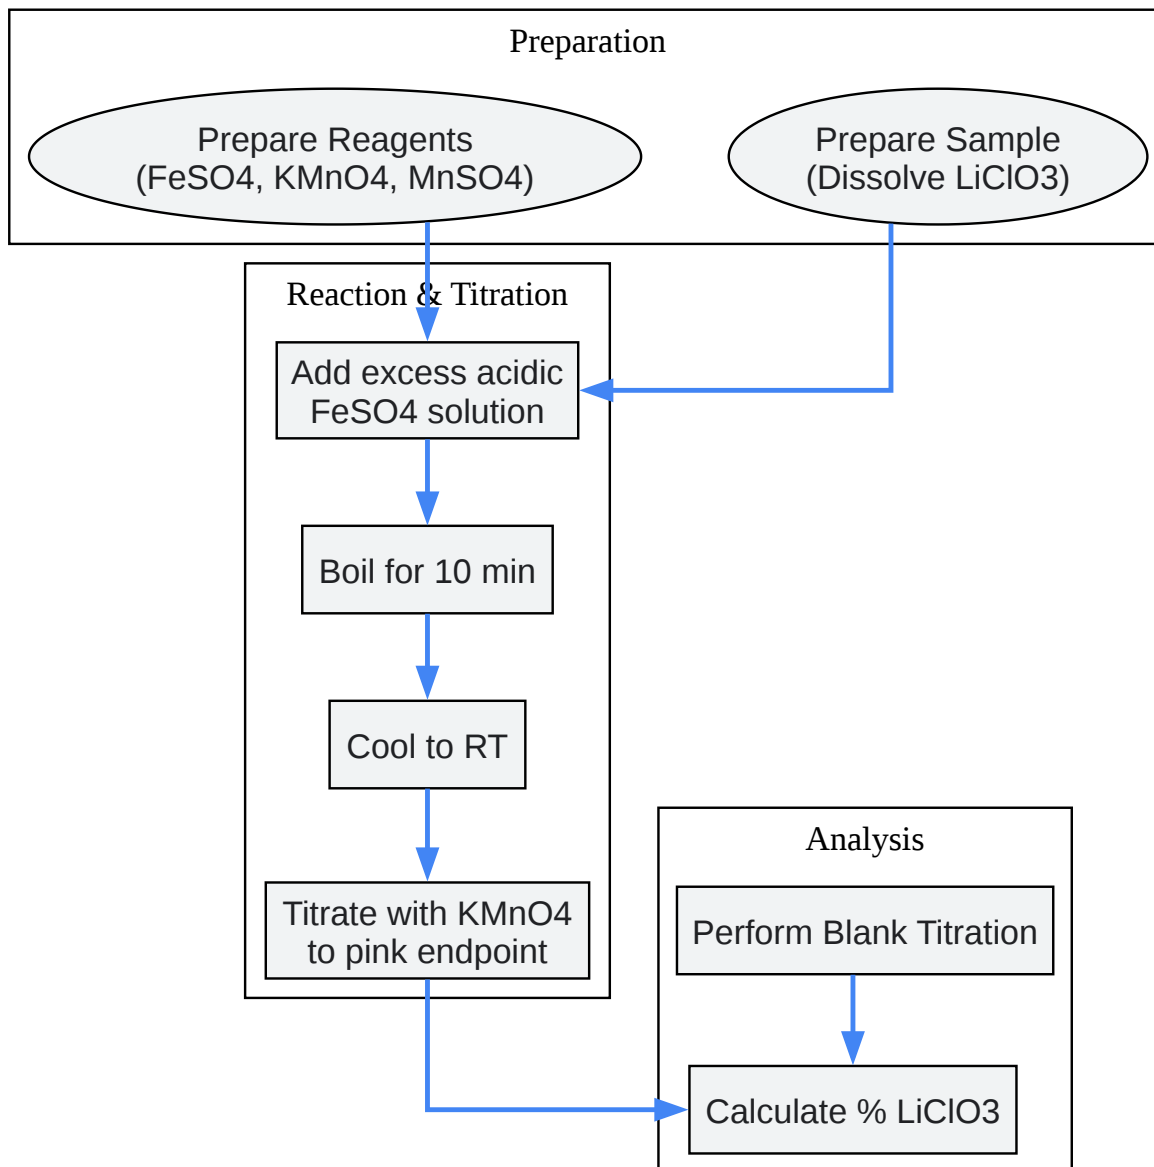 Preparation
Prepare Reagents
(FeSO4, KMnO4, MnSO4)
Prepare Sample
(Dissolve LiClO3)
Reaction & Titration
Add excess acidic
FeSO4 solution
Boil for 10 min
Cool to RT
Titrate with KMnO4
to pink endpoint
Analysis
Perform Blank Titration
Calculate % LiClO3